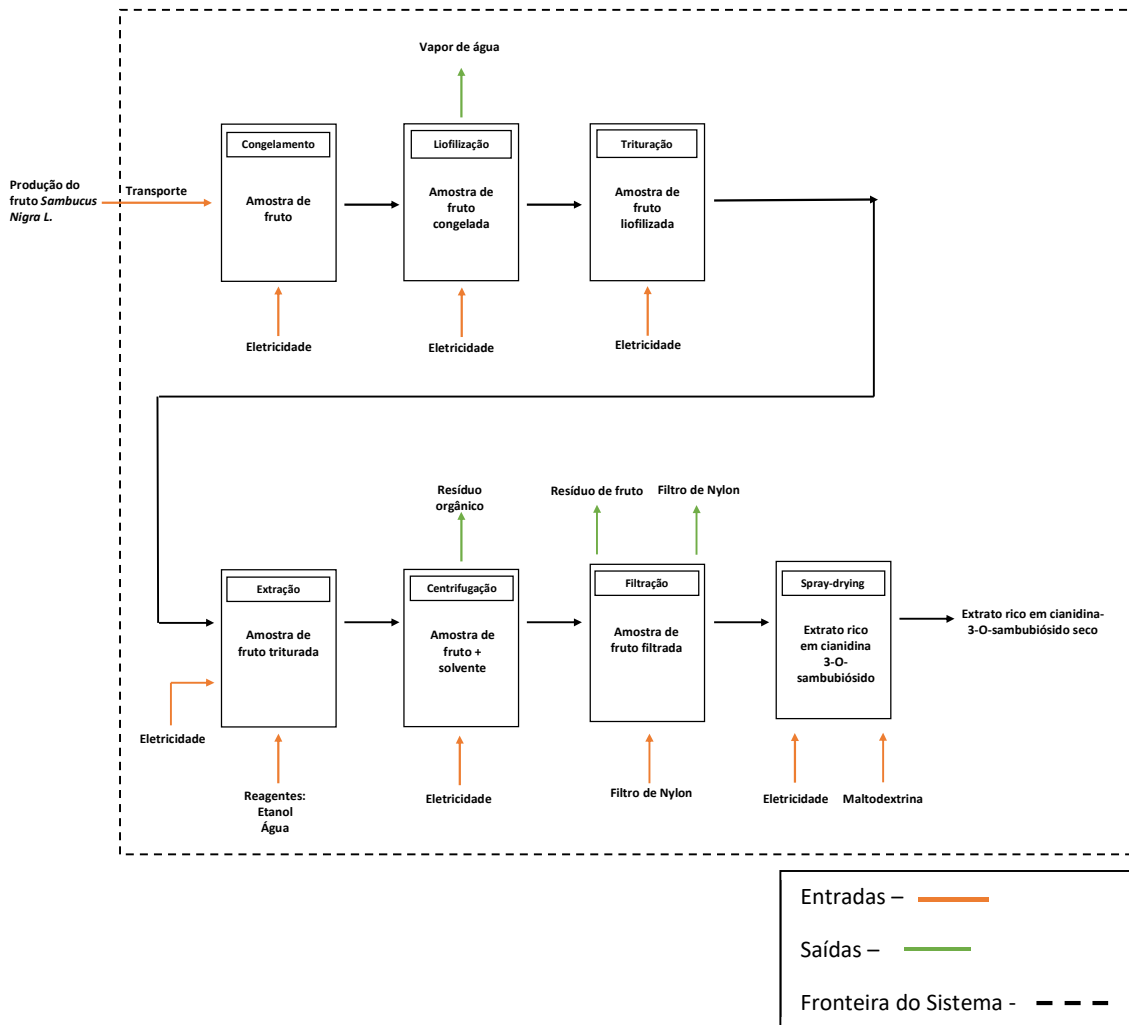 Vapor de água
Congelamento
Liofilização
Trituração
Produção do
fruto Sambucus
Nigra L.
Transporte
Amostra de
fruto
Amostra de
fruto
congelada
Amostra de
fruto
liofilizada
Eletricidade
Eletricidade
Eletricidade
Resíduo
orgânico
Resíduo de fruto
Filtro de Nylon
Extração
Centrifugação
Filtração
Spray-drying
Amostra de
fruto triturada
Amostra de
fruto +
solvente
Amostra de
fruto filtrada
Extrato rico
em cianidina
3-O-
sambubiósido
Extrato rico em cianidina-
3-O-sambubiósido seco
Eletricidade
Reagentes:
Etanol
Água
Eletricidade
Filtro de Nylon
Eletricidade
Maltodextrina
Entradas –
Saídas –
Fronteira do Sistema -